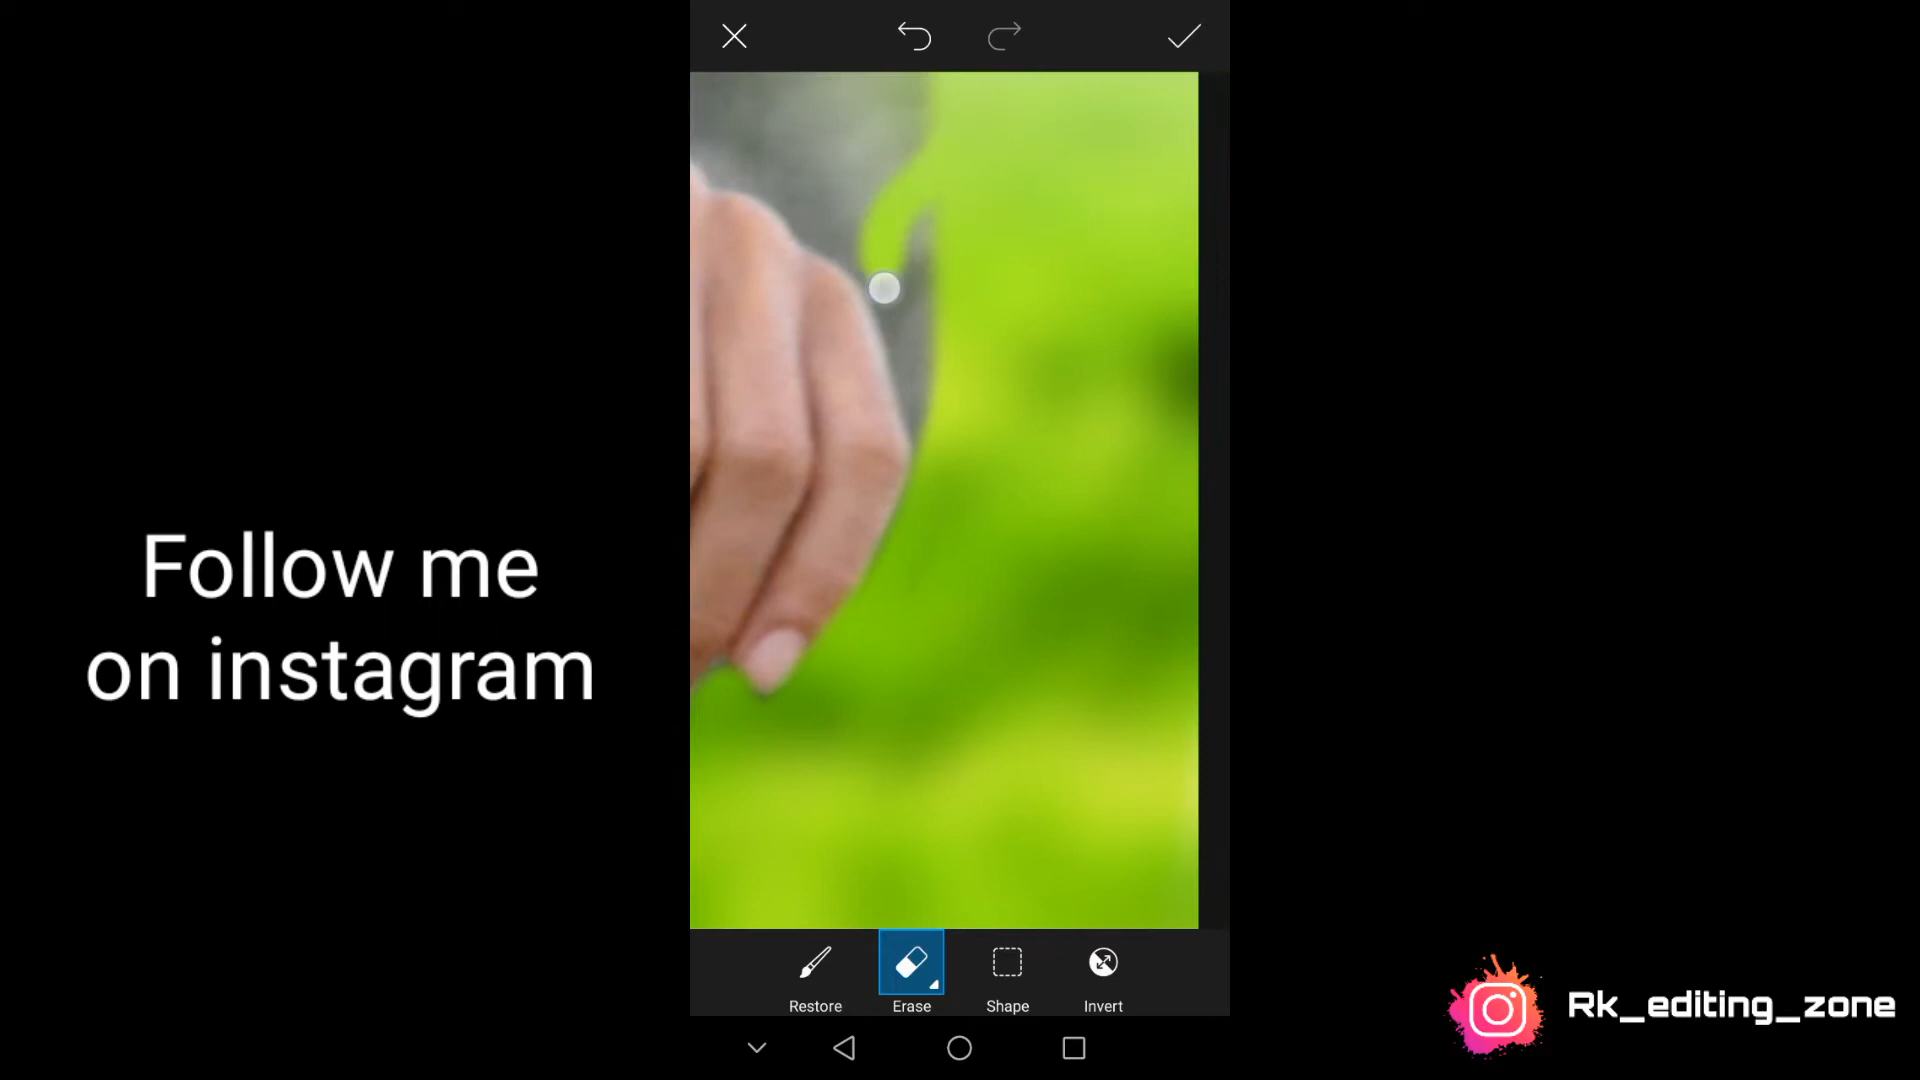 Follow me
on instagram
Restore
Erase
Shape
Invert
Rk_editing_zone